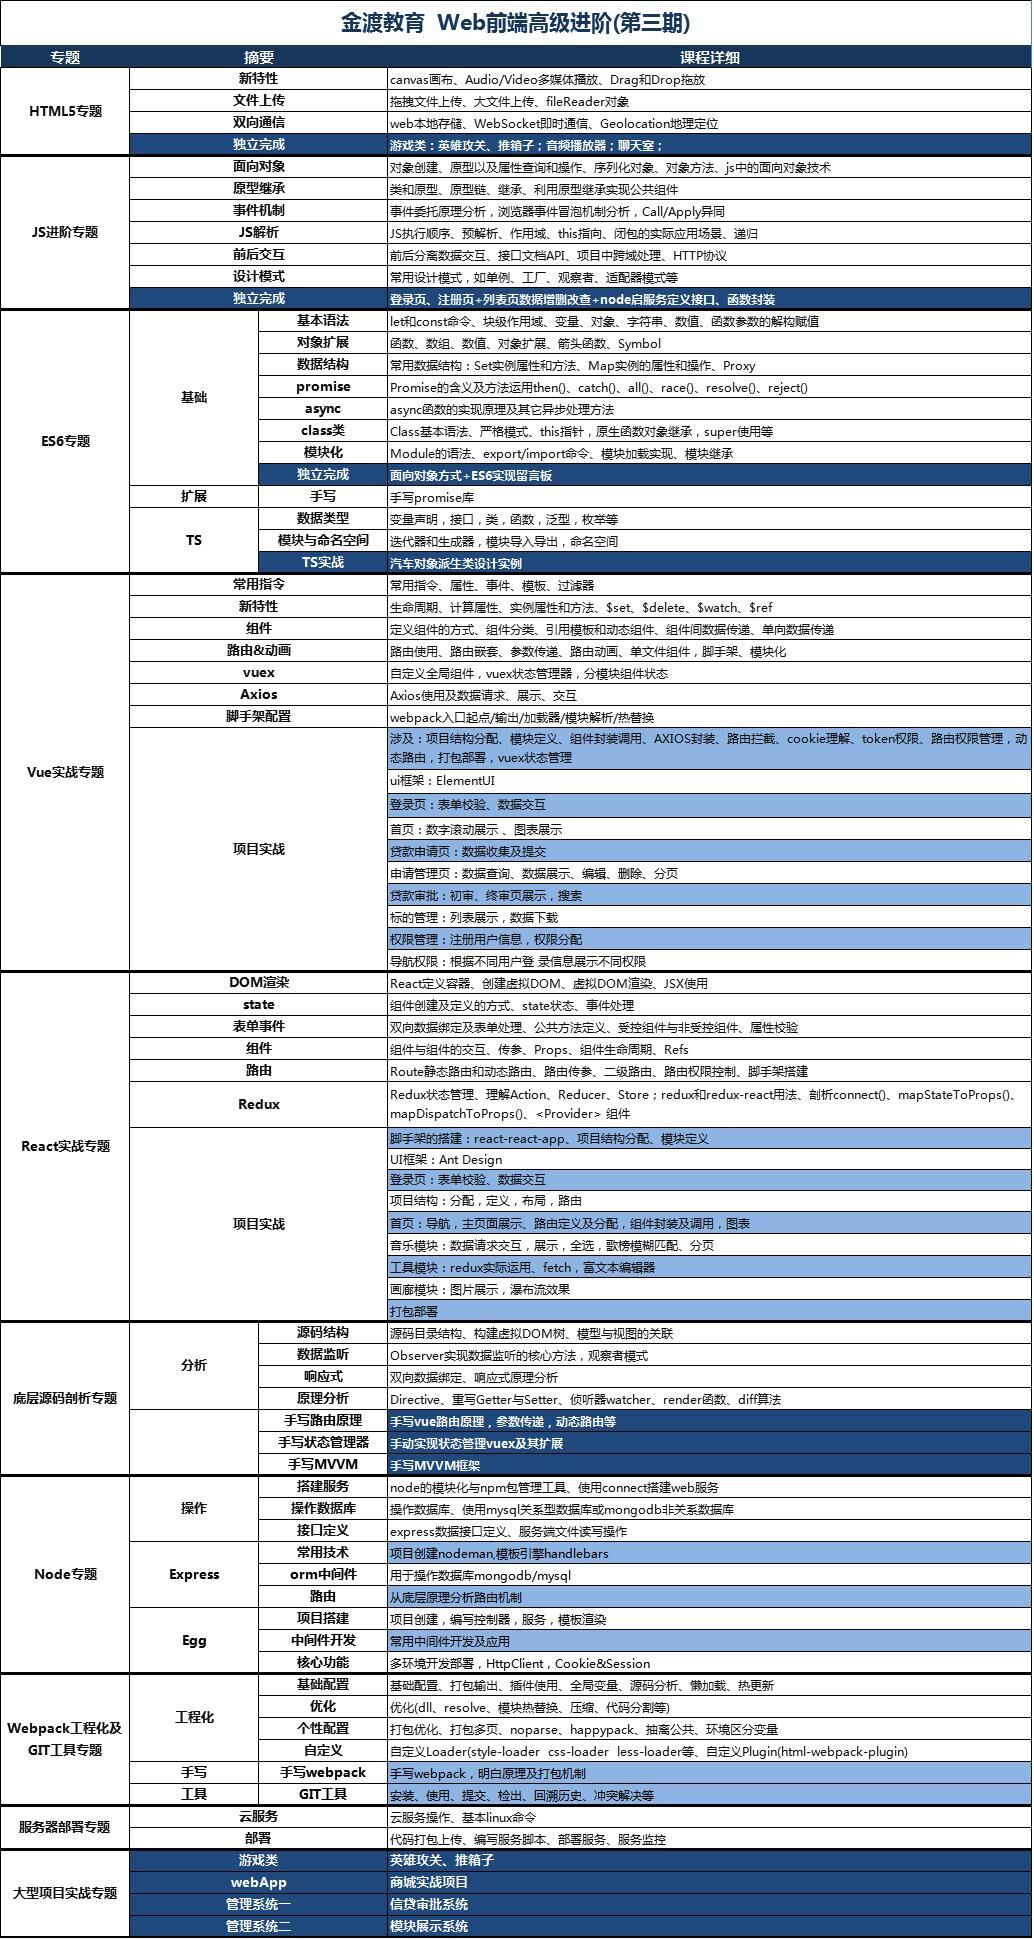 金渡教育 Web前端高级进阶(第三期)
专题 摘要 课程详细
HTML5专题
新特性 canvas画布、Audio/Video多媒体播放、Drag和Drop拖放
文件上传 拖拽文件上传、大文件上传、fileReader对象
双向通信 web本地存储、WebSocket即时通信、Geolocation地理定位
独立完成 游戏类：英雄攻关、推箱子；音频播放器；聊天室；
JS进阶专题
面向对象 对象创建、原型以及属性查询和操作、序列化对象、对象方法、js中的面向对象技术
原型继承 类和原型、原型链、继承、利用原型继承实现公共组件
事件机制 事件委托原理分析，浏览器事件冒泡机制分析，Call/Apply异同
JS解析 JS执行顺序、预解析、作用域、this指向、闭包的实际应用场景、递归
前后交互 前后分离数据交互、接口文档API、项目中跨域处理、HTTP协议
设计模式 常用设计模式，如单例、工厂、观察者、适配器模式等
独立完成 登录页、注册页+列表页数据增删改查+node启服务定义接口、函数封装
ES6专题
基础
基本语法 let和const命令、块级作用域、变量、对象、字符串、数值、函数参数的解构赋值
对象扩展 函数、数组、数值、对象扩展、箭头函数、Symbol
数据结构 常用数据结构：Set实例属性和方法、Map实例的属性和操作、Proxy
promise Promise的含义及方法运用then()、catch()、all()、race()、resolve()、reject()
async async函数的实现原理及其它异步处理方法
class类 Class基本语法、严格模式、this指针，原生函数对象继承，super使用等
模块化 Module的语法、export/import命令、模块加载实现、模块继承
独立完成 面向对象方式+ES6实现留言板
扩展 手写 手写promise库
TS
数据类型 变量声明，接口，类，函数，泛型，枚举等
模块与命名空间 迭代器和生成器，模块导入导出，命名空间
TS实战 汽车对象派生类设计实例
Vue实战专题
常用指令 常用指令、属性、事件、模板、过滤器
新特性 生命周期、计算属性、实例属性和方法、$set、$delete、$watch、$ref
组件 定义组件的方式、组件分类、引用模板和动态组件、组件间数据传递、单向数据传递
路由&动画 路由使用、路由嵌套、参数传递、路由动画、单文件组件，脚手架、模块化
vuex 自定义全局组件，vuex状态管理器，分模块组件状态
Axios Axios使用及数据请求、展示、交互
脚手架配置 webpack入口起点/输出/加载器/模块解析/热替换
项目实战
涉及：项目结构分配、模块定义、组件封装调用、AXIOS封装、路由拦截、cookie理解、token权限、路由权限管理，动
态路由，打包部署，vuex状态管理
ui框架：ElementUI
登录页：表单校验、数据交互
首页：数字滚动展示 、图表展示
贷款申请页：数据收集及提交
申请管理页：数据查询、数据展示、编辑、删除、分页
贷款审批：初审、终审页展示，搜索
标的管理：列表展示，数据下载
权限管理：注册用户信息，权限分配
导航权限：根据不同用户登 录信息展示不同权限
React实战专题
DOM渲染 React定义容器、创建虚拟DOM、虚拟DOM渲染、JSX使用
state 组件创建及定义的方式、state状态、事件处理
表单事件 双向数据绑定及表单处理、公共方法定义、受控组件与非受控组件、属性校验
组件 组件与组件的交互、传参、Props、组件生命周期、Refs
路由 Route静态路由和动态路由、路由传参、二级路由、路由权限控制、脚手架搭建
Redux
Redux状态管理、理解Action、Reducer、Store；redux和redux-react用法、剖析connect()、mapStateToProps()、
mapDispatchToProps()、<Provider> 组件
项目实战
脚手架的搭建：react-react-app、项目结构分配、模块定义
UI框架：Ant Design
登录页：表单校验、数据交互
项目结构：分配，定义，布局，路由
首页：导航，主页面展示、路由定义及分配，组件封装及调用，图表
音乐模块：数据请求交互，展示，全选，歌榜模糊匹配、分页
工具模块：redux实际运用、fetch，富文本编辑器
画廊模块：图片展示，瀑布流效果
打包部署
底层源码剖析专题
分析
源码结构 源码目录结构、构建虚拟DOM树、模型与视图的关联
数据监听 Observer实现数据监听的核心方法，观察者模式
响应式 双向数据绑定、响应式原理分析
原理分析 Directive、重写Getter与Setter、侦听器watcher、render函数、diff算法
手写路由原理 手写vue路由原理，参数传递，动态路由等
手写状态管理器 手动实现状态管理vuex及其扩展
手写MVVM 手写MVVM框架
Node专题
操作
搭建服务 node的模块化与npm包管理工具、使用connect搭建web服务
操作数据库 操作数据库、使用mysql关系型数据库或mongodb非关系数据库
接口定义 express数据接口定义、服务端文件读写操作
Express
常用技术 项目创建nodeman,模板引擎handlebars
orm中间件 用于操作数据库mongodb/mysql
路由 从底层原理分析路由机制
Egg
项目搭建 项目创建，编写控制器，服务，模板渲染
中间件开发 常用中间件开发及应用
核心功能 多环境开发部署，HttpClient，Cookie&Session
Webpack工程化及
GIT工具专题
工程化
基础配置 基础配置、打包输出、插件使用、全局变量、源码分析、懒加载、热更新
优化 优化(dll、resolve、模块热替换、压缩、代码分割等)
个性配置 打包优化、打包多页、noparse、happypack、抽离公共、环境区分变量
自定义 自定义Loader(style-loader css-loader less-loader等、自定义Plugin(html-webpack-plugin)
手写 手写webpack 手写webpack，明白原理及打包机制
工具 GIT工具 安装、使用、提交、检出、回溯历史、冲突解决等
服务器部署专题
云服务 云服务操作、基本linux命令
部署 代码打包上传、编写服务脚本、部署服务、服务监控
大型项目实战专题
游戏类 英雄攻关、推箱子
webApp 商城实战项目
管理系统一 信贷审批系统
管理系统二 模块展示系统